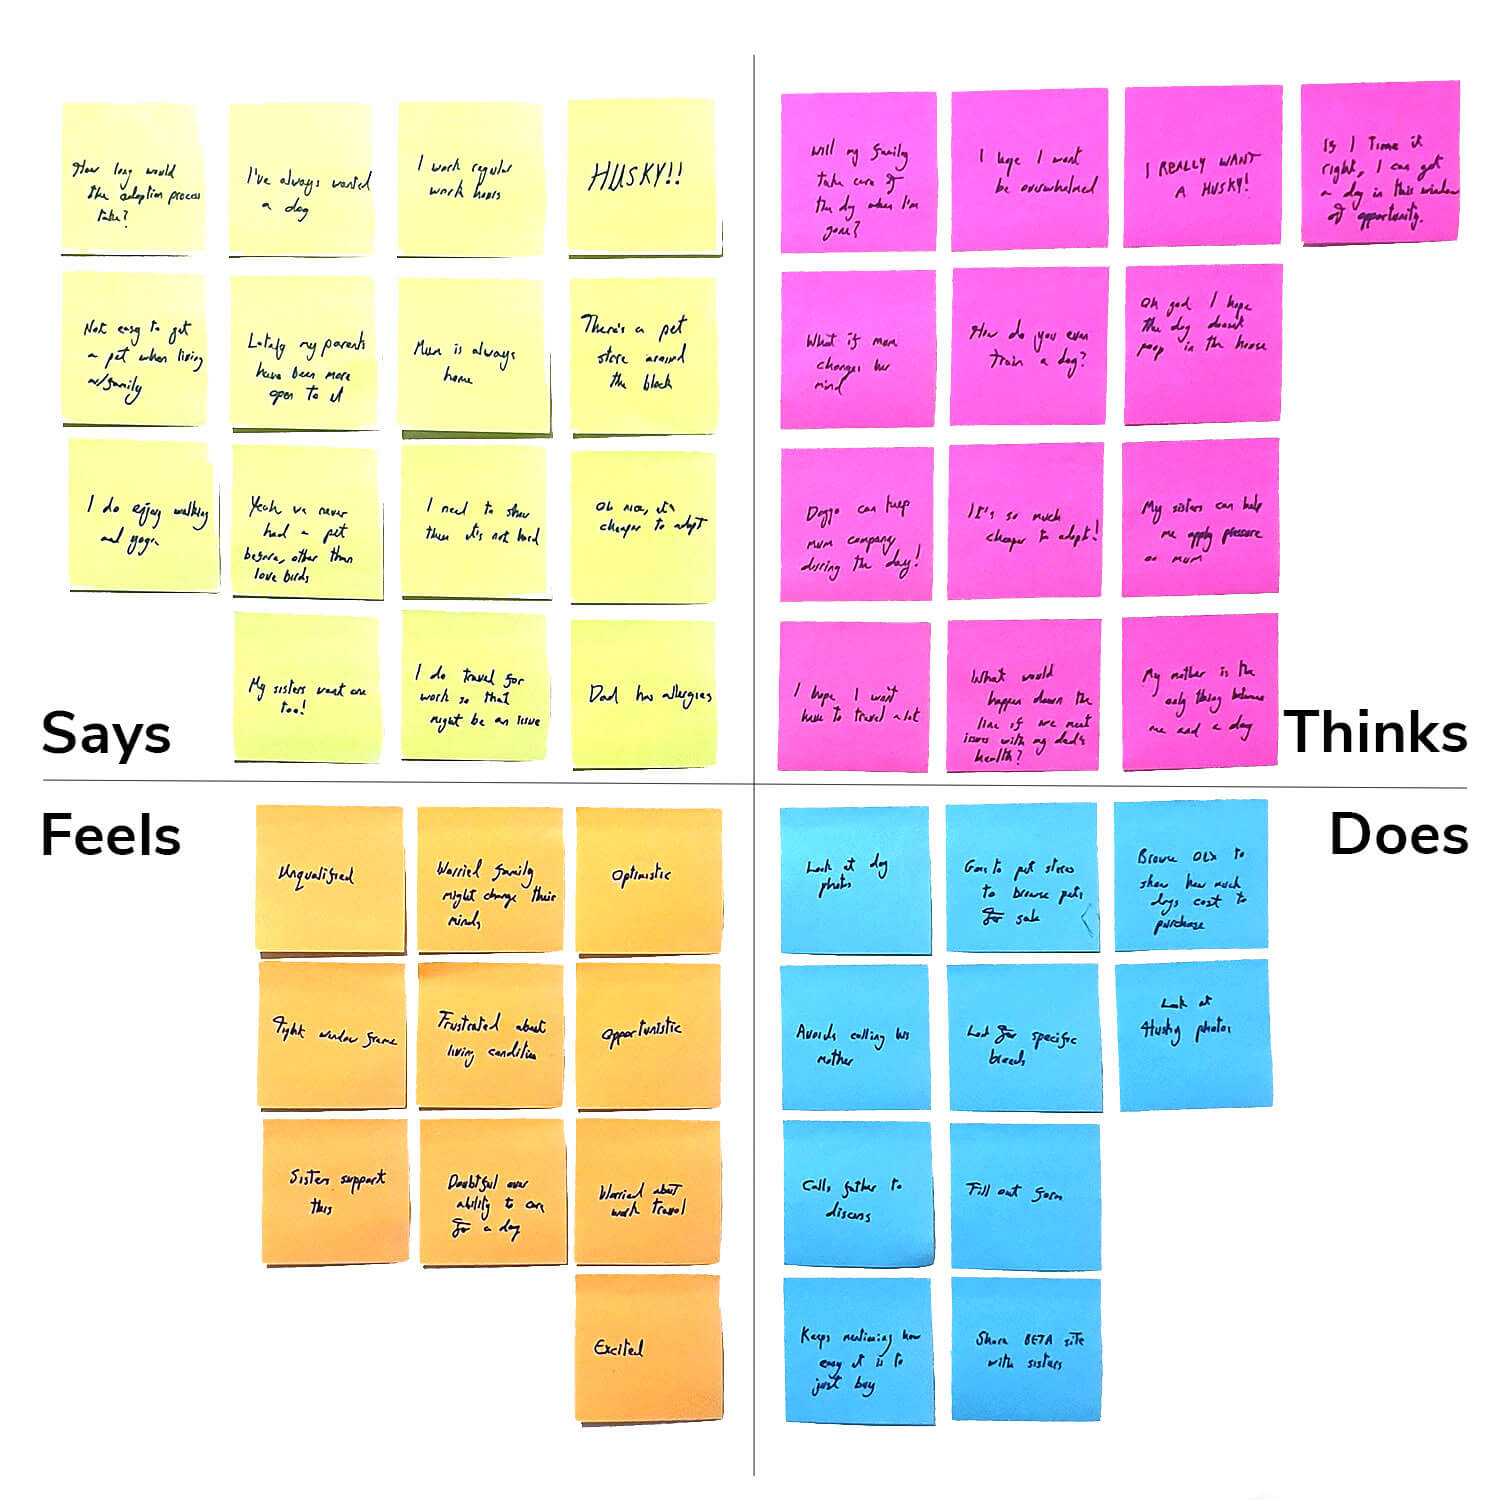 How long would
the adoption process
take?
I've always wanted
a dog
I work regular
work hours
HUSKY!!
Not easy to get
a pet when living
w/family
Lately my parents
have been more
open to it
Mum is always
home
There's a pet
store around
the block
I do enjoy walking
and yoga
Yeah we never
had a pet
before, other than
love birds
I need to show
them it's not hard
Oh nice, it's
cheaper to adopt
My sisters want one
too!
I do travel for
work so that
might be an issue
Dad has allergies
Says
Will my family
take care of
the dog when I'm
gone?
I hope I wont
be overwhelmed
I REALLY WANT
A HUSKY!
If I time it
right, I can get
a dog in this window
of opportunity.
What if mom
changes her
mind
How do you even
train a dog?
Oh god I hope
the dog doesn't
poop in the house
Doggo can keep
mum company
during the day!
It's so much
cheaper to adopt!
My sisters can help
me apply pressure
on mum
I hope I wont
have to travel a lot
What would
happen down the
line if we meet
issues with my dad's
health?
My mother is the
only thing between
me and a dog
Thinks
Feels
Unqualified
Worried family
might change their
minds
Optimistic
Tight window frame
Frustrated about
living condition
Opportunistic
Sisters support
this
Doubtful over
ability to care
for a dog
Worried about
work travel
Excited
Does
Look at dog
photos
Goes to pet stores
to browse pets
for sale
Browse OLX to
show how much
dogs cost to
purchase
Avoids calling his
mother
Look for specific
breeds
Look at
Husky photos
Calls father to
discuss
Fill out form
Keeps mentioning how
easy it is to
just buy
Share BETA site
with sisters